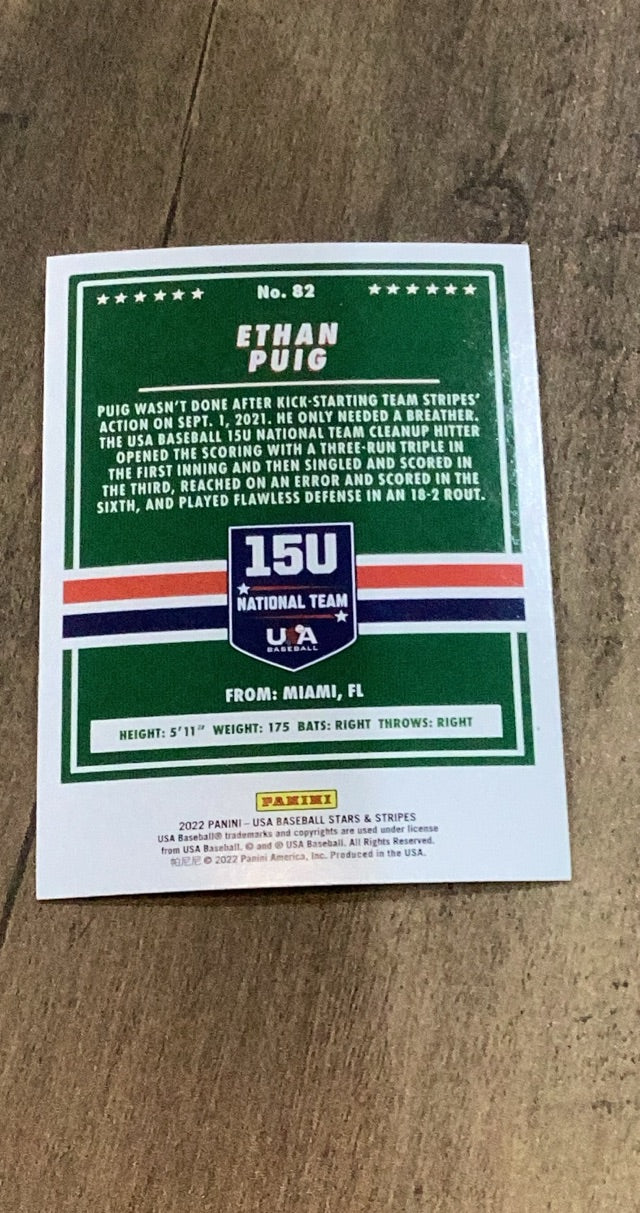 ★★★★★★ No. 82 ★★★★★★
ETHAN
PUIG
PUIG WASN'T DONE AFTER KICK-STARTING TEAM STRIPES'
ACTION ON SEPT. 1, 2021. HE ONLY NEEDED A BREATHER.
THE USA BASEBALL 15U NATIONAL TEAM CLEANUP HITTER
OPENED THE SCORING WITH A THREE-RUN TRIPLE IN
THE FIRST INNING AND THEN SINGLED AND SCORED IN
THE THIRD, REACHED ON AN ERROR AND SCORED IN THE
SIXTH, AND PLAYED FLAWLESS DEFENSE IN AN 18-2 ROUT.
15U
NATIONAL TEAM
USA
BASEBALL
FROM: MIAMI, FL
HEIGHT: 5'11" WEIGHT: 175 BATS: RIGHT THROWS: RIGHT
PANINI
2022 PANINI – USA BASEBALL STARS & STRIPES
USA Baseball® trademarks and copyrights are used under license
from USA Baseball. © and ® USA Baseball. All Rights Reserved.
帕尼尼 © 2022 Panini America, Inc. Produced in the USA.